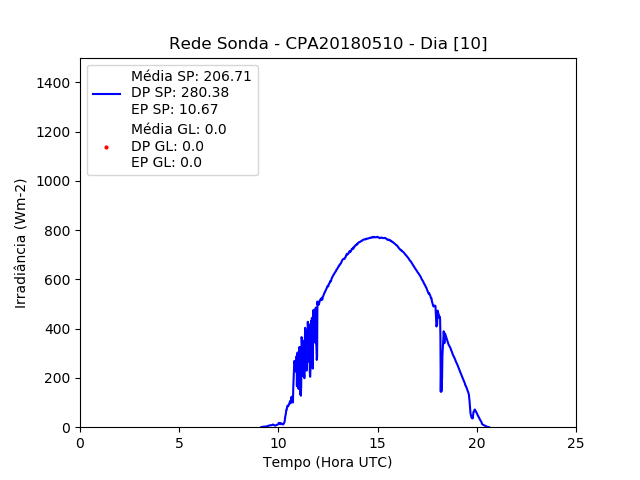 Rede Sonda - CPA20180510 - Dia [10]
Média SP: 206.71
DP SP: 280.38
EP SP: 10.67
Média GL: 0.0
DP GL: 0.0
EP GL: 0.0
Irradiância (Wm-2)
1400
1200
1000
800
600
400
200
0
0 5 10 15 20 25
Tempo (Hora UTC)